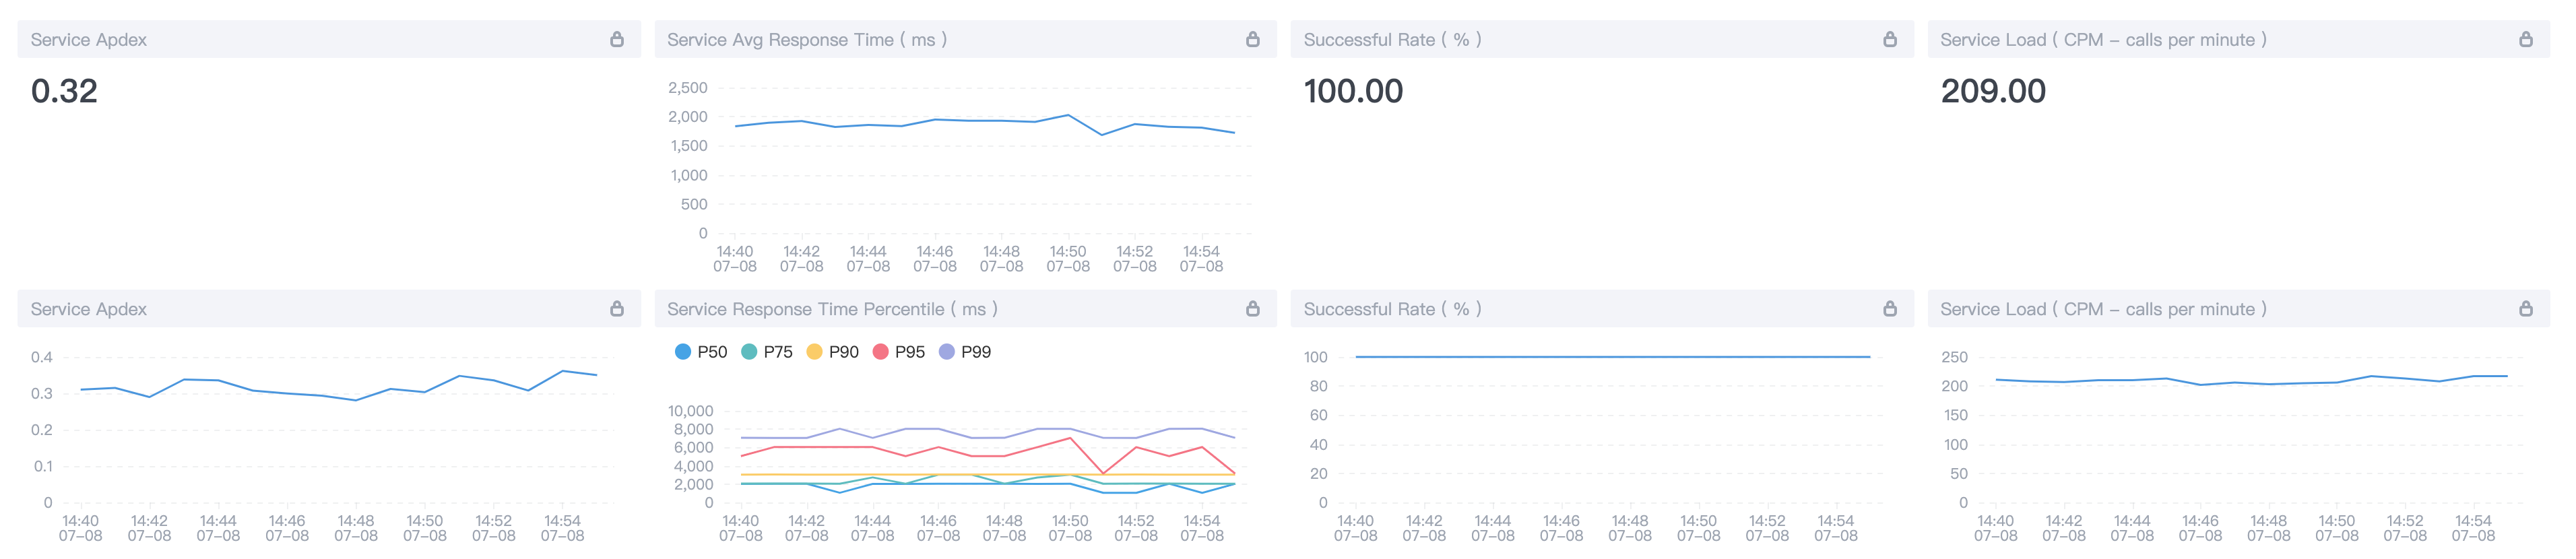 Service Apdex
Service Avg Response Time ( ms )
Successful Rate ( % )
Service Load ( CPM – calls per minute )
0.32
2,500
2,000
1,500
1,000
500
0
14:40 14:42 14:44 14:46 14:48 14:50 14:52 14:54
07–08 07–08 07–08 07–08 07–08 07–08 07–08 07–08
100.00
209.00
Service Apdex
Service Response Time Percentile ( ms )
Successful Rate ( % )
Service Load ( CPM – calls per minute )
0.4
0.3
0.2
0.1
0
14:40 14:42 14:44 14:46 14:48 14:50 14:52 14:54
07–08 07–08 07–08 07–08 07–08 07–08 07–08 07–08
P50 P75 P90 P95 P99
10,000
8,000
6,000
4,000
2,000
0
14:40 14:42 14:44 14:46 14:48 14:50 14:52 14:54
07–08 07–08 07–08 07–08 07–08 07–08 07–08 07–08
100
80
60
40
20
0
14:40 14:42 14:44 14:46 14:48 14:50 14:52 14:54
07–08 07–08 07–08 07–08 07–08 07–08 07–08 07–08
250
200
150
100
50
0
14:40 14:42 14:44 14:46 14:48 14:50 14:52 14:54
07–08 07–08 07–08 07–08 07–08 07–08 07–08 07–08